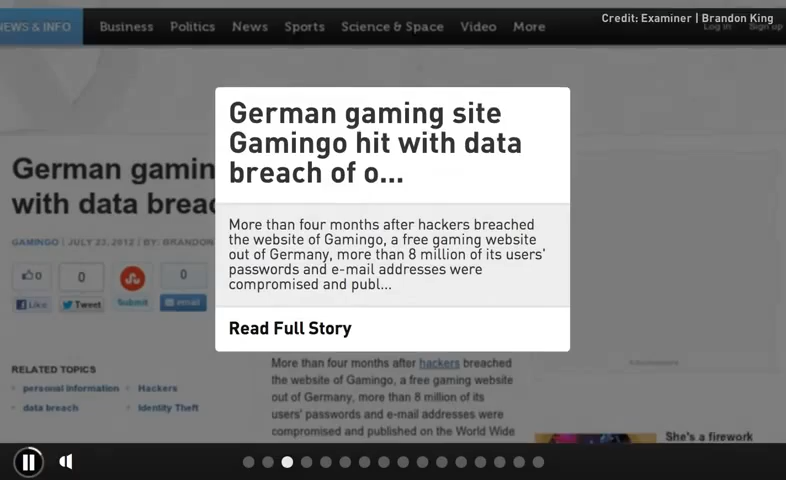 NEWS & INFO Business Politics News Sports Science & Space Video More
Credit: Examiner | Brandon King
Log in Sign up
German gaming site
Gamingo hit with data
breach of o...
More than four months after hackers breached
the website of Gamingo, a free gaming website
out of Germany, more than 8 million of its users'
passwords and e-mail addresses were
compromised and publ...
Read Full Story
German gamin
with data breac
GAMINGO | JULY 23, 2012 | BY: BRANDON
0 0 0
Like Tweet Submit email
RELATED TOPICS
personal information Hackers
data breach Identity Theft
More than four months after hackers breached
the website of Gamingo, a free gaming website
out of Germany, more than 8 million of its
users' passwords and e-mail addresses were
compromised and published on the World Wide
Advertisement
She's a firework